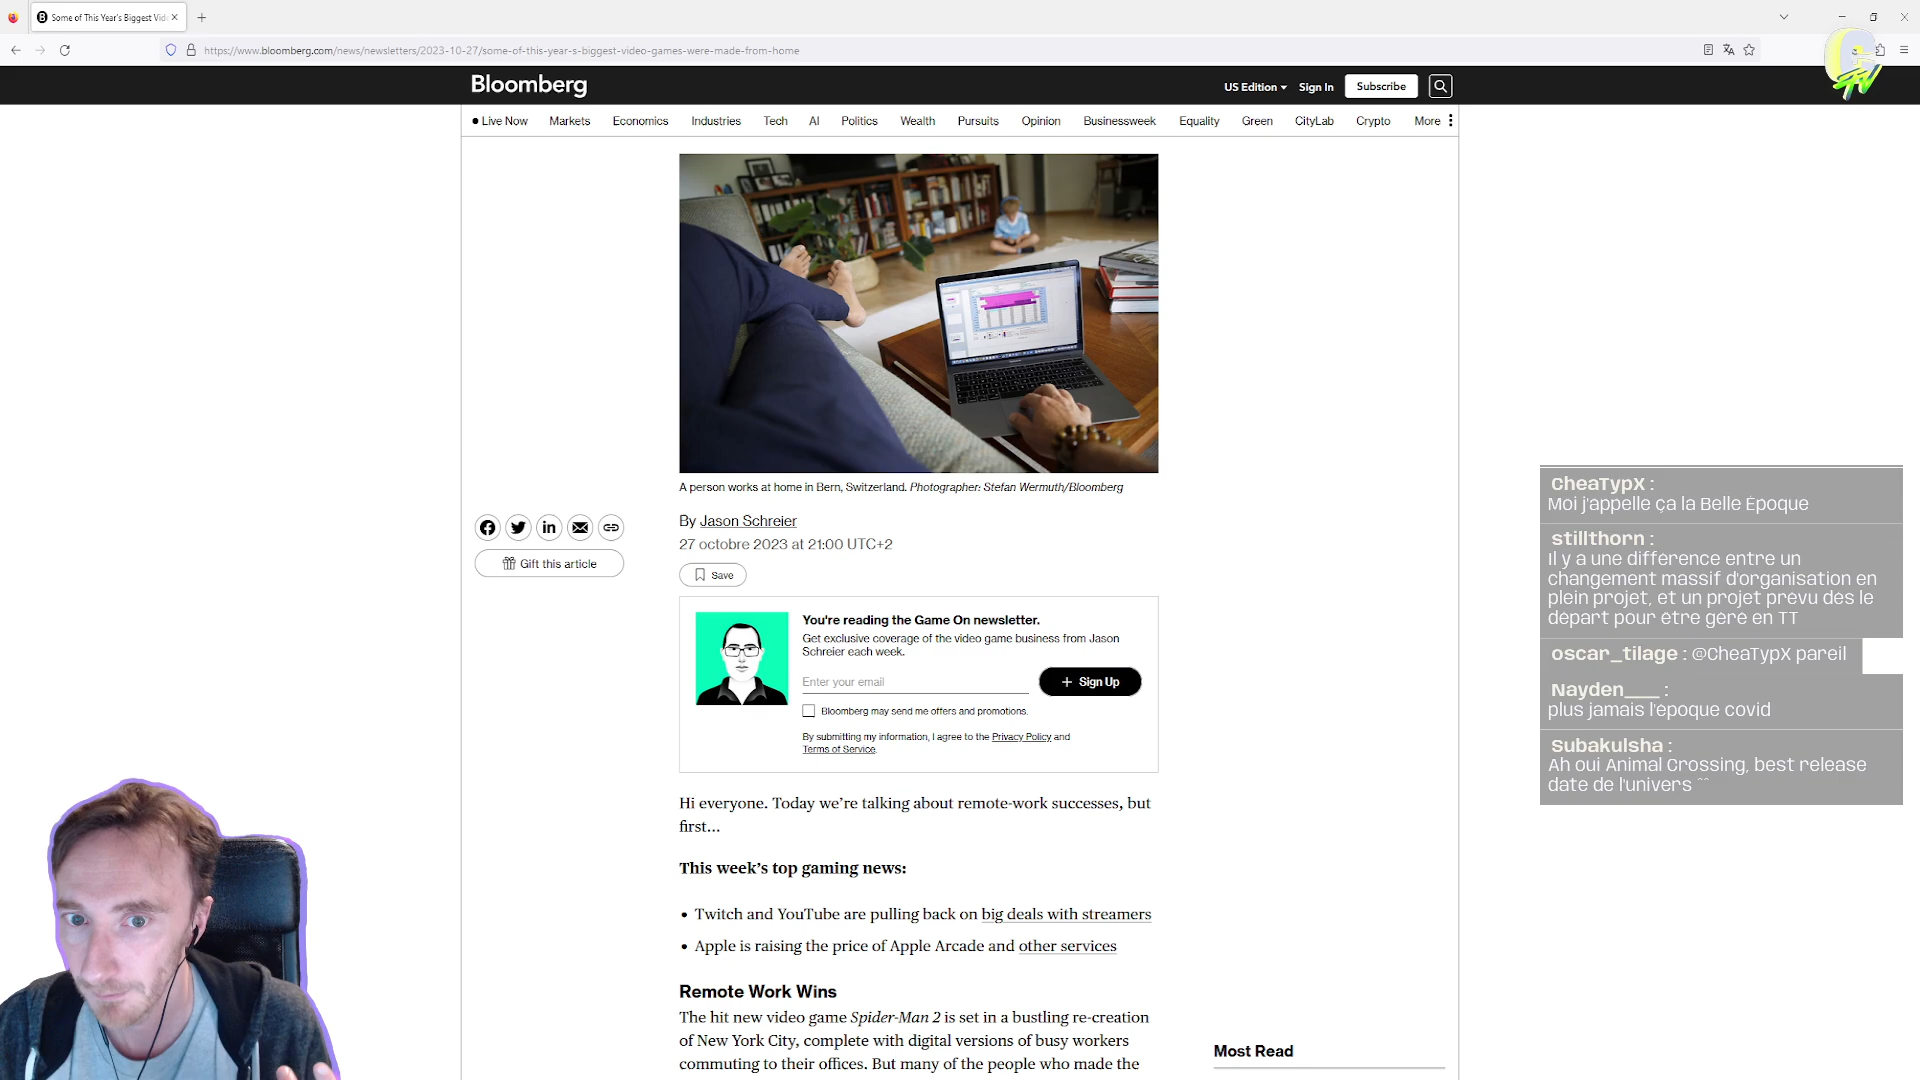 Some of This Year's Biggest Vid
https://www.bloomberg.com/news/newsletters/2023-10-27/some-of-this-year-s-biggest-video-games-were-made-from-home
Bloomberg
US Edition
Sign In
Subscribe
Live Now
Markets
Economics
Industries
Tech
AI
Politics
Wealth
Pursuits
Opinion
Businessweek
Equality
Green
CityLab
Crypto
More
A person works at home in Bern, Switzerland. Photographer: Stefan Wermuth/Bloomberg
By Jason Schreier
27 octobre 2023 at 21:00 UTC+2
Gift this article
Save
You're reading the Game On newsletter.
Get exclusive coverage of the video game business from Jason
Schreier each week.
Enter your email
+ Sign Up
Bloomberg may send me offers and promotions.
By submitting my information, I agree to the Privacy Policy and
Terms of Service.
Hi everyone. Today we’re talking about remote-work successes, but
first...
This week’s top gaming news:
• Twitch and YouTube are pulling back on big deals with streamers
• Apple is raising the price of Apple Arcade and other services
Remote Work Wins
The hit new video game Spider-Man 2 is set in a bustling re-creation
of New York City, complete with digital versions of busy workers
commuting to their offices. But many of the people who made the
Most Read
CheaTypX :
Moi j'appelle ça la Belle Époque
stillthorn :
Il y a une différence entre un
changement massif d'organisation en
plein projet, et un projet prévu dès le
départ pour être géré en TT
oscar_tilage : @CheaTypX pareil
Nayden___ :
plus jamais l'époque covid
Subakulsha :
Ah oui Animal Crossing, best release
date de l'univers ^^